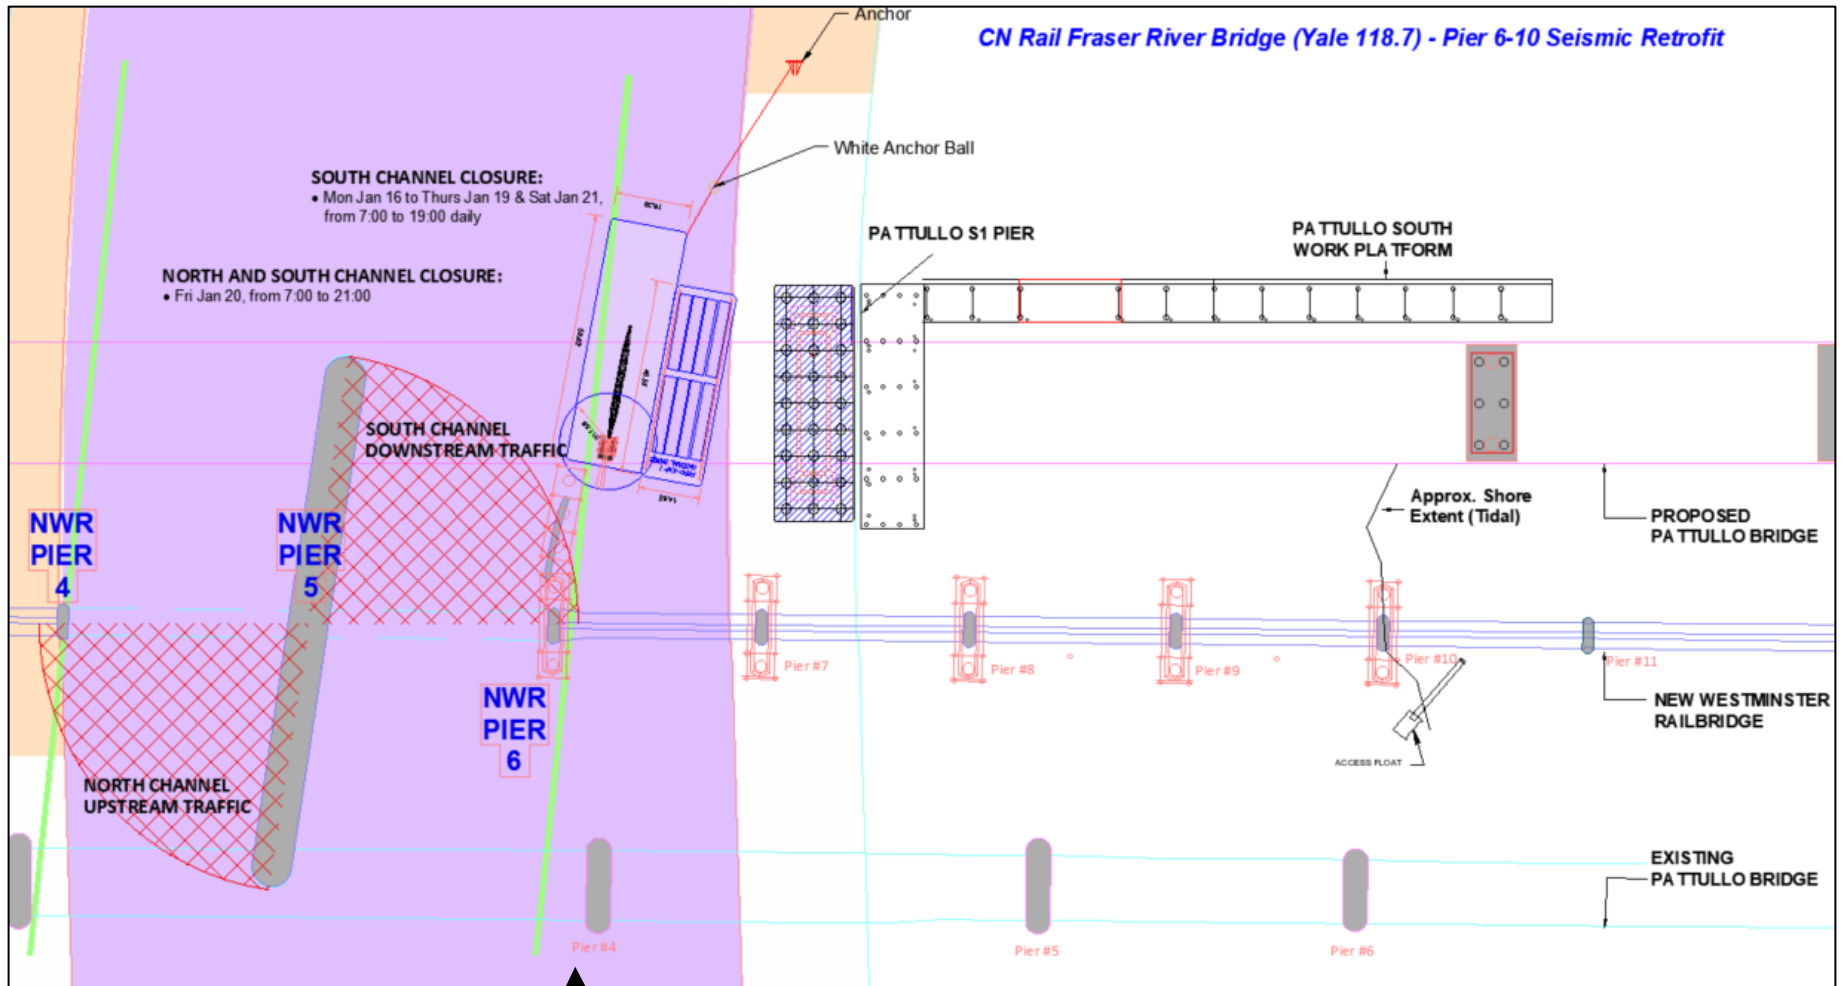 Anchor
CN Rail Fraser River Bridge (Yale 118.7) - Pier 6-10 Seismic Retrofit
White Anchor Ball
SOUTH CHANNEL CLOSURE:
• Mon Jan 16 to Thurs Jan 19 & Sat Jan 21,
from 7:00 to 19:00 daily
NORTH AND SOUTH CHANNEL CLOSURE:
• Fri Jan 20, from 7:00 to 21:00
PATTULLO S1 PIER
PATTULLO SOUTH
WORK PLATFORM
SOUTH CHANNEL
DOWNSTREAM TRAFFIC
NWR
PIER
4
NWR
PIER
5
Approx. Shore
Extent (Tidal)
PROPOSED
PATTULLO BRIDGE
Pier #7
Pier #8
Pier #9
Pier #10
Pier #11
NWR
PIER
6
NEW WESTMINSTER
RAILBRIDGE
ACCESS FLOAT
NORTH CHANNEL
UPSTREAM TRAFFIC
EXISTING
PATTULLO BRIDGE
Pier #4
Pier #5
Pier #6